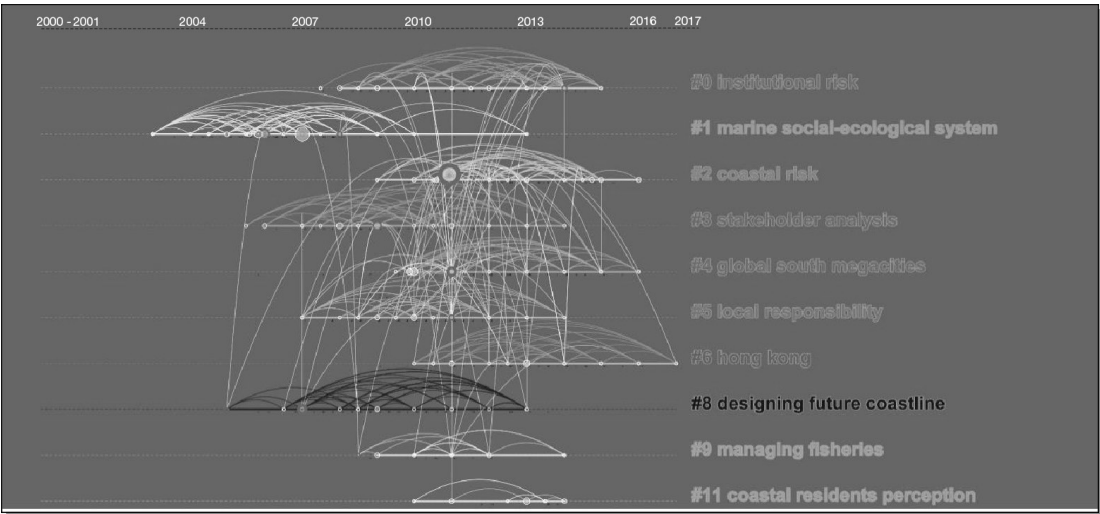 2000 - 2001 2004 2007 2010 2013 2016 2017
#0 institutional risk
#1 marine social-ecological system
#2 coastal risk
#3 stakeholder analysis
#4 global south megacities
#5 local responsibility
#6 hong kong
#8 designing future coastline
#9 managing fisheries
#11 coastal residents perception